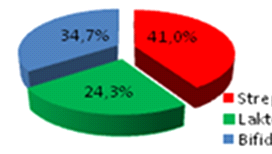 34,7%
41,0%
24,3%
Strep
Lakt
Bifid